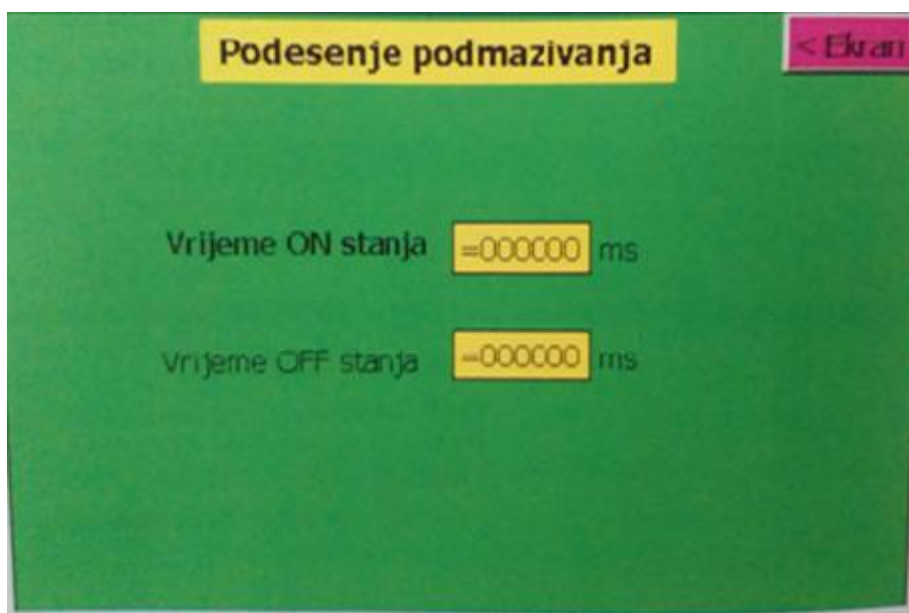 Podesenje podmazivanja
< Ekran
Vrijeme ON stanja =000000 ms
Vrijeme OFF stanja =000000 ms